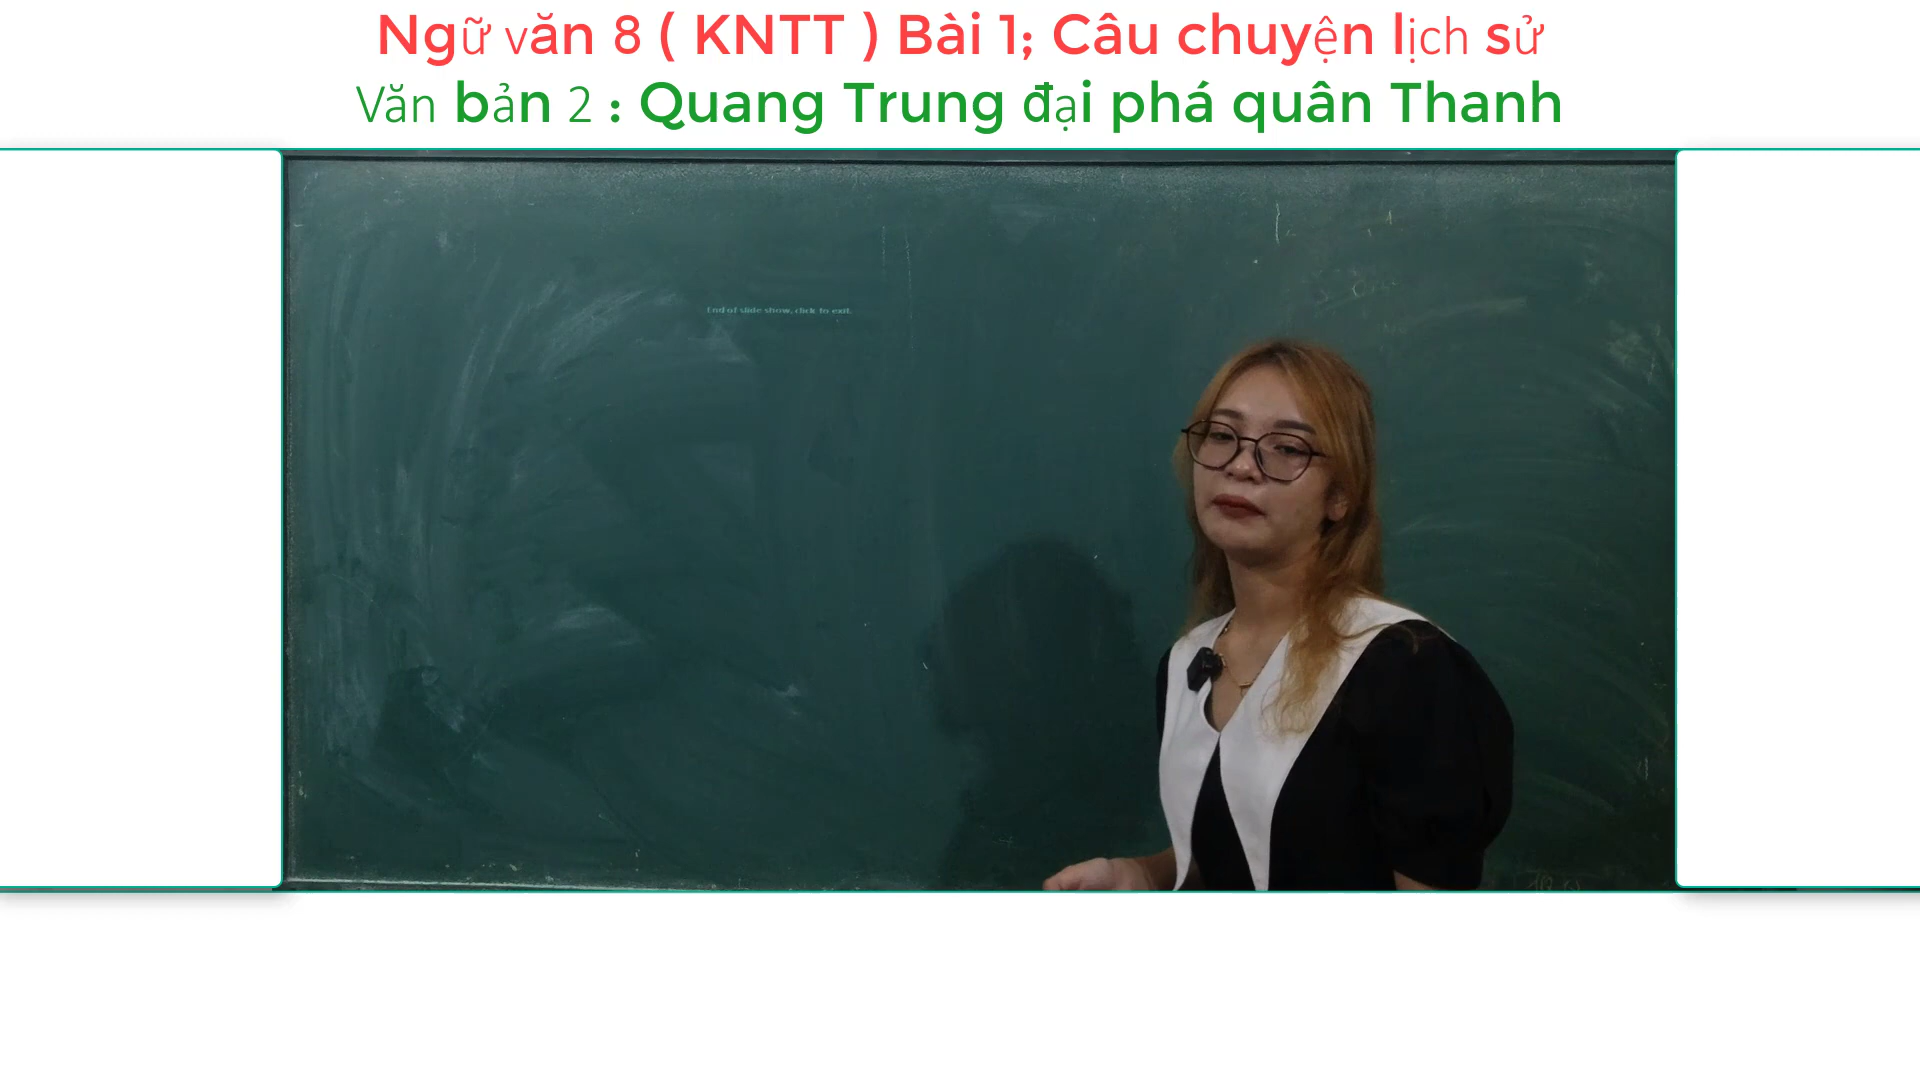 Ngữ văn 8 ( KNTT ) Bài 1; Câu chuyện lịch sử
Văn bản 2 : Quang Trung đại phá quân Thanh
End of slide show, click to exit.